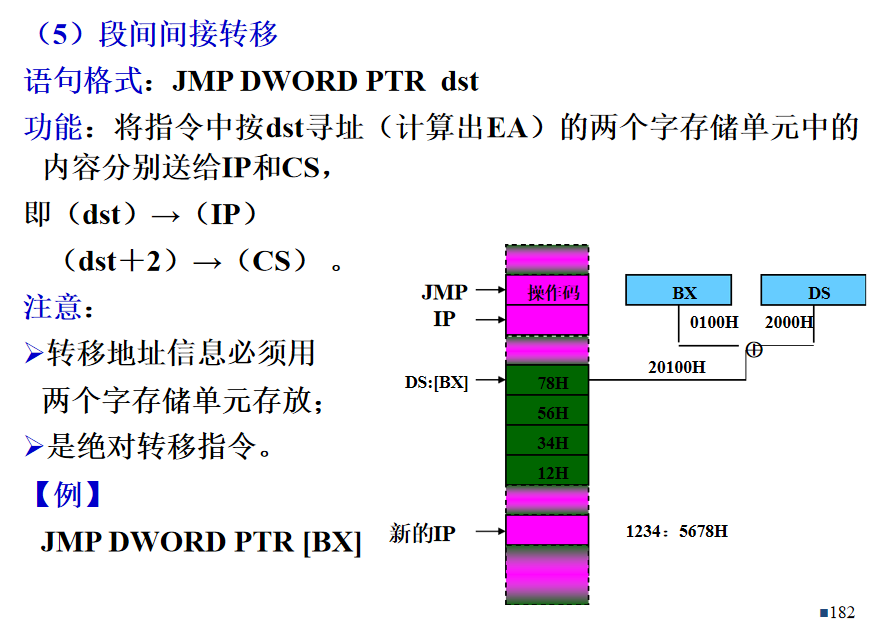 （5）段间间接转移
语句格式：JMP DWORD PTR dst
功能：将指令中按dst寻址（计算出EA）的两个字存储单元中的
内容分别送给IP和CS，
即（dst）→（IP）
（dst＋2）→（CS） 。
注意：
➢转移地址信息必须用
两个字存储单元存放；
➢是绝对转移指令。
【例】
JMP DWORD PTR [BX]
JMP
操作码
IP
BX
DS
0100H
2000H
20100H
DS:[BX]
78H
56H
34H
12H
新的IP
1234：5678H
■182